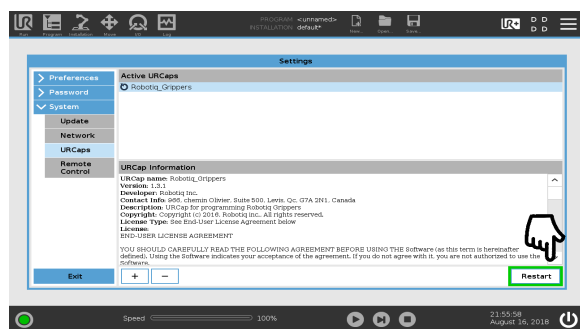 UR
PROGRAM <unnamed>
INSTALLATION default*
UR+
D D
D D
Run Program Installation Move I/O Log New... Open... Save...
Settings
Preferences
Password
System
Update
Network
URCaps
Remote
Control
Exit
Active URCaps
Robotiq_Grippers
URCap Information
URCap name: Robotiq_Grippers
Version: 1.3.1
Developer: Robotiq Inc.
Contact Info: 966, chemin Olivier, Suite 500, Levis, Qc, G7A 2N1, Canada
Description: URCap for programming Robotiq Grippers
Copyright: Copyright (c) 2016. Robotiq inc.. All rights reserved.
License Type: See End-User License Agreement below
License:
END-USER LICENSE AGREEMENT
YOU SHOULD CAREFULLY READ THE FOLLOWING AGREEMENT BEFORE USING THE Software (as this term is hereinafter
defined). Using the Software indicates your acceptance of the agreement. If you do not agree with it, you are not authorized to use the
Software.
+ −
Restart
Speed 100%
21:55:58
August 16, 2018